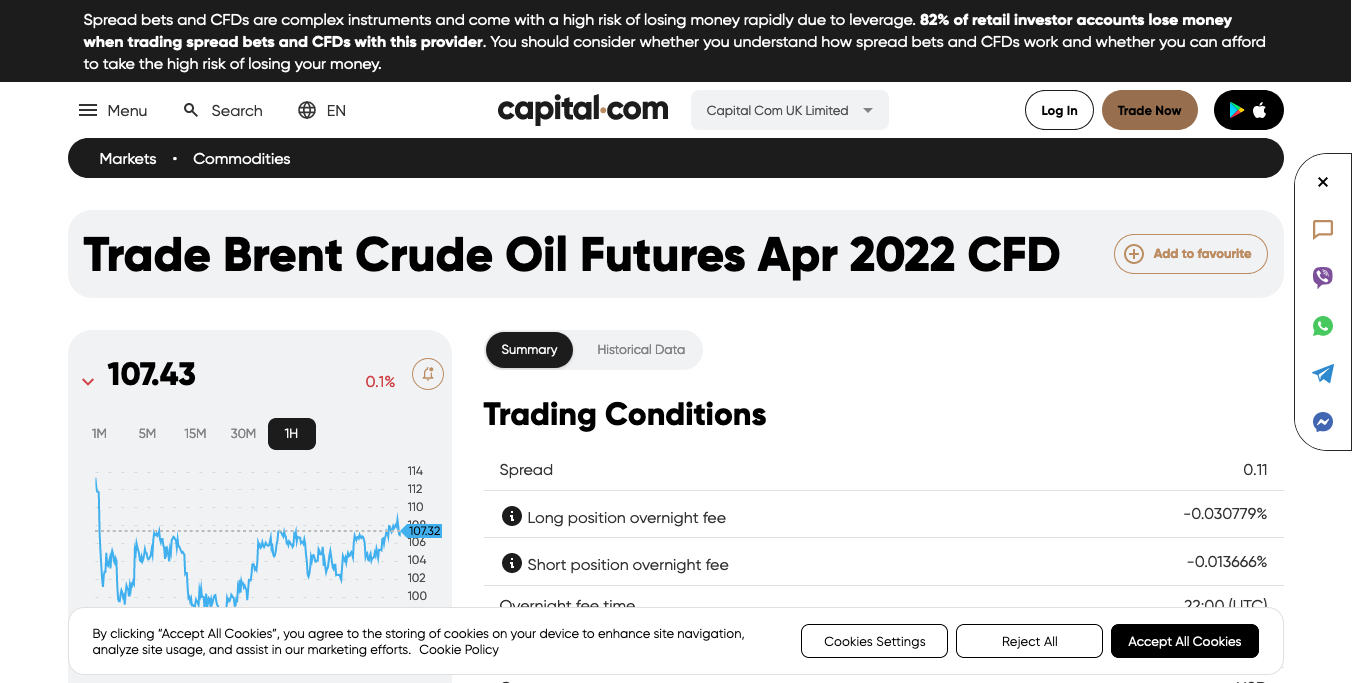 Spread bets and CFDs are complex instruments and come with a high risk of losing money rapidly due to leverage. 82% of retail investor accounts lose money
when trading spread bets and CFDs with this provider. You should consider whether you understand how spread bets and CFDs work and whether you can afford
to take the high risk of losing your money.
Menu Search EN capital.com Capital Com UK Limited Log In Trade Now
Markets • Commodities
Trade Brent Crude Oil Futures Apr 2022 CFD Add to favourite
107.43 0.1%
1M 5M 15M 30M 1H
114
112
110
108
107.32
106
104
102
100
Summary Historical Data
Trading Conditions
Spread 0.11
Long position overnight fee -0.030779%
Short position overnight fee -0.013666%
Overnight fee time 22:00 (UTC)
By clicking “Accept All Cookies”, you agree to the storing of cookies on your device to enhance site navigation,
analyze site usage, and assist in our marketing efforts. Cookie Policy
Cookies Settings Reject All Accept All Cookies